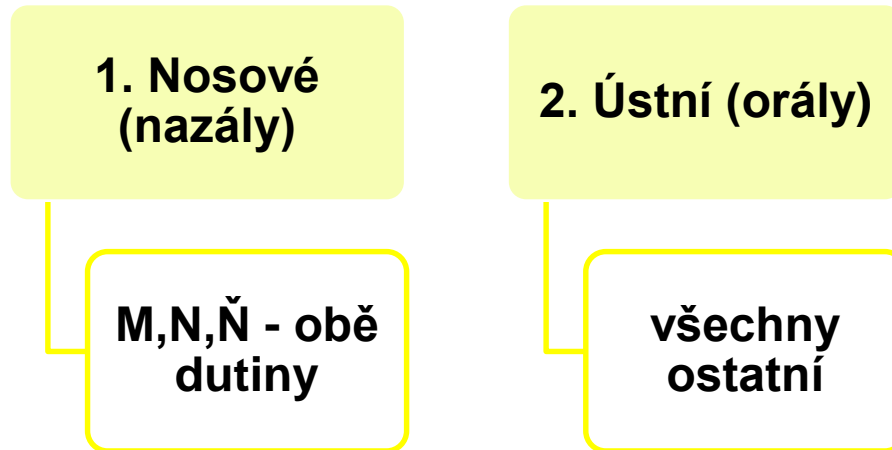 1. Nosové
(nazály)
2. Ústní (orály)
M,N,Ň - obě
dutiny
všechny
ostatní